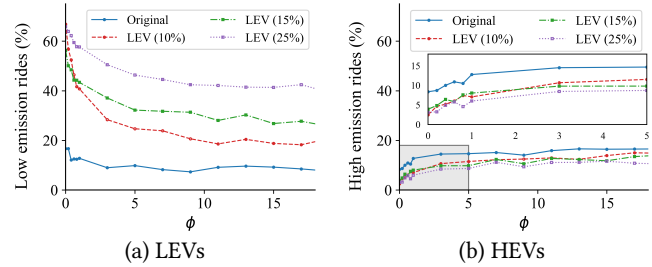 Low emission rides (%)
60
40
20
0
Original
LEV (10%)
LEV (15%)
LEV (25%)
0
5
10
15
ϕ
(a) LEVs
High emission rides (%)
60
40
20
0
Original
LEV (10%)
LEV (15%)
LEV (25%)
15
10
5
0
0
1
2
3
4
5
0
5
10
15
ϕ
(b) HEVs